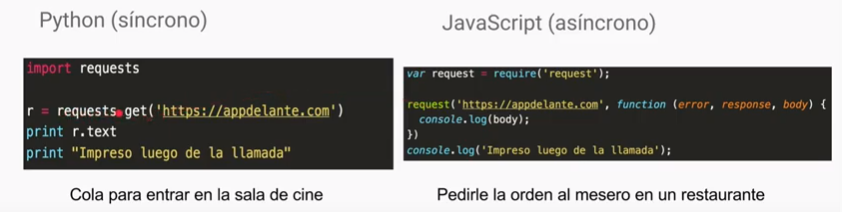 Python (síncrono)
import requests
r = requests.get('https://appdelante.com')
print r.text
print "Impreso luego de la llamada"
Cola para entrar en la sala de cine
JavaScript (asíncrono)
var request = require('request');
request('https://appdelante.com', function (error, response, body) {
console.log(body);
})
console.log('Impreso luego de la llamada');
Pedirle la orden al mesero en un restaurante